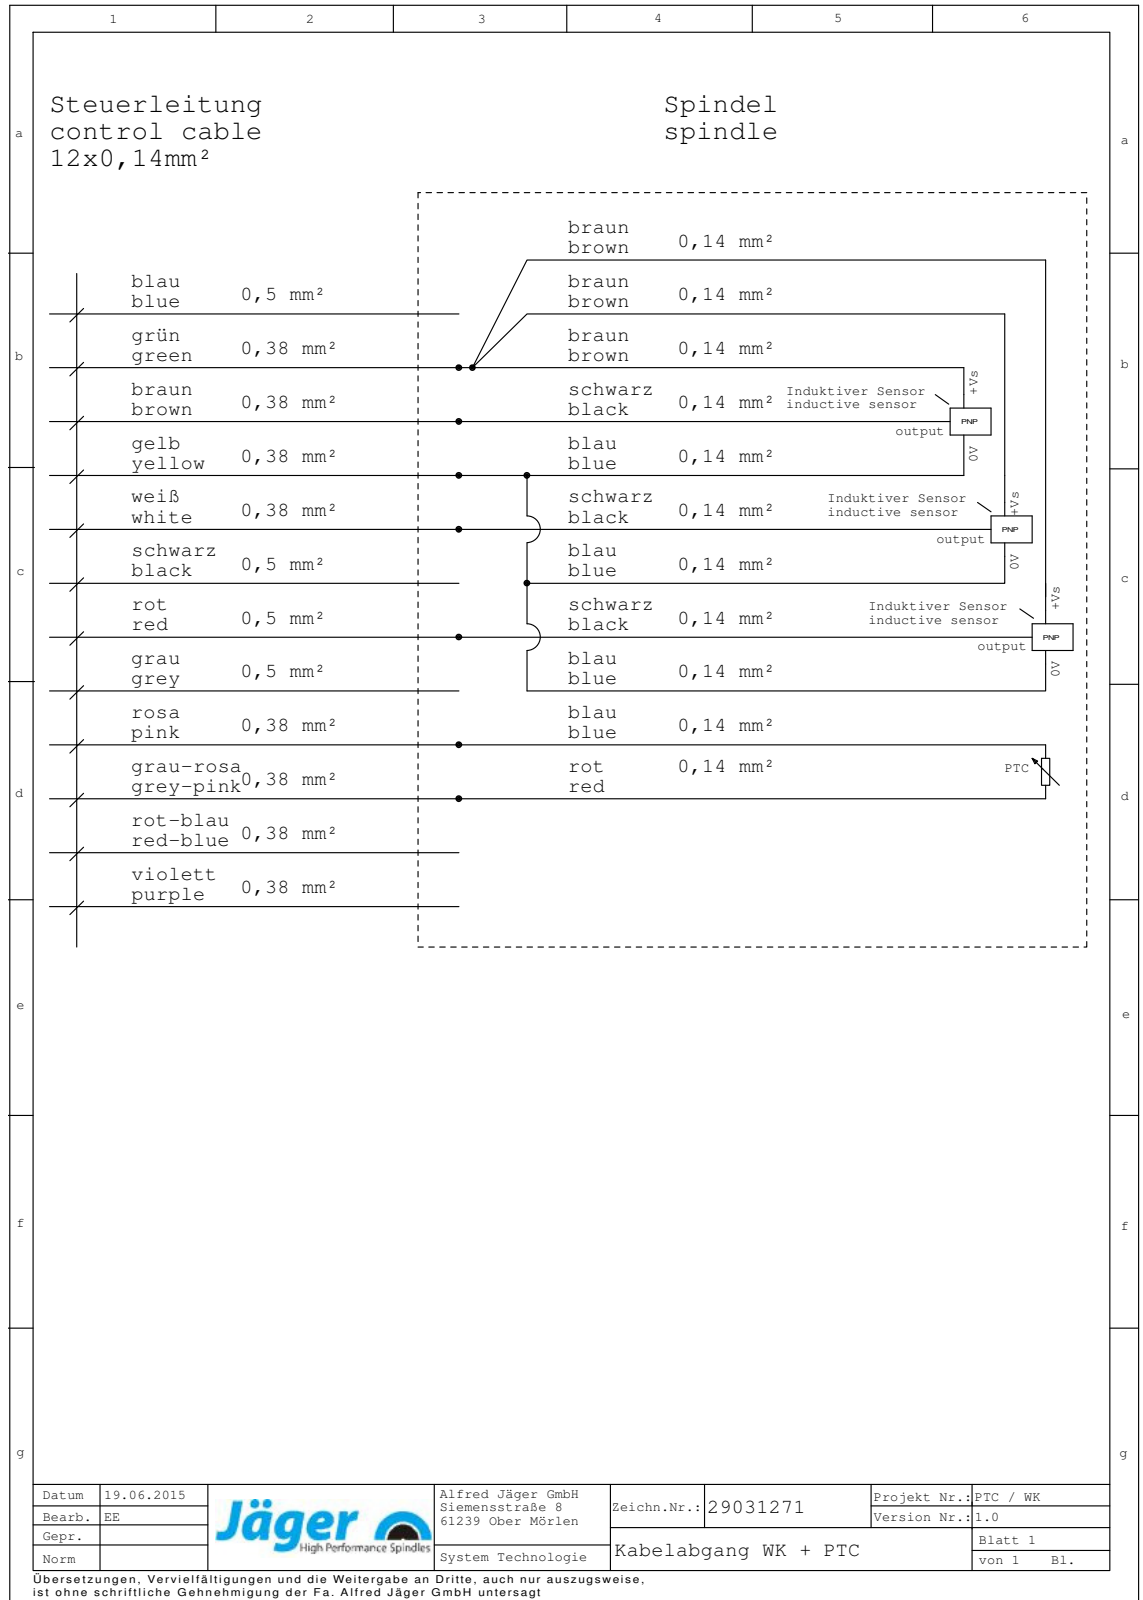 1 2 3 4 5 6
Steuerleitung
control cable
12x0,14mm²
Spindel
spindle
a
a
braun
brown 0,14 mm²
blau
blue 0,5 mm²
braun
brown 0,14 mm²
grün
green 0,38 mm²
braun
brown 0,14 mm²
b
b
+Vs
braun
brown 0,38 mm²
schwarz
black 0,14 mm²
Induktiver Sensor
inductive sensor
PNP
output
0V
gelb
yellow 0,38 mm²
blau
blue 0,14 mm²
weiß
white 0,38 mm²
schwarz
black 0,14 mm²
Induktiver Sensor
inductive sensor
+Vs
PNP
output
0V
schwarz
black 0,5 mm²
blau
blue 0,14 mm²
c
c
+Vs
rot
red 0,5 mm²
schwarz
black 0,14 mm²
Induktiver Sensor
inductive sensor
PNP
output
0V
grau
grey 0,5 mm²
blau
blue 0,14 mm²
rosa
pink 0,38 mm²
blau
blue 0,14 mm²
grau-rosa
grey-pink 0,38 mm²
rot
red 0,14 mm²
PTC
d
d
rot-blau
red-blue 0,38 mm²
violett
purple 0,38 mm²
e
e
f
f
g
g
Datum 19.06.2015
Bearb. EE
Gepr.
Norm
Jäger
High Performance Spindles
Alfred Jäger GmbH
Siemensstraße 8
61239 Ober Mörlen
System Technologie
Zeichn.Nr.: 29031271
Kabelabgang WK + PTC
Projekt Nr.: PTC / WK
Version Nr.: 1.0
Blatt 1
von 1 Bl.
Übersetzungen, Vervielfältigungen und die Weitergabe an Dritte, auch nur auszugsweise,
ist ohne schriftliche Gehnehmigung der Fa. Alfred Jäger GmbH untersagt